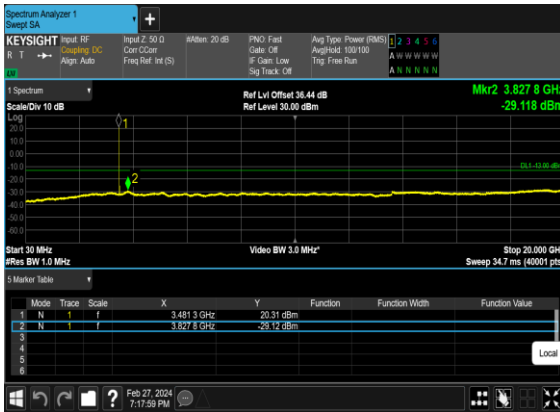 Spectrum Analyzer 1
Swept SA
KEYSIGHT
R T
Input: RF
Coupling: DC
Align: Auto
Input Z: 50 Ω
Corr CCorr
Freq Ref: Int (S)
#Atten: 20 dB
PNO: Fast
Gate: Off
IF Gain: Low
Sig Track: Off
Avg Type: Power (RMS)
Avg|Hold: 100/100
Trig: Free Run
1 2 3 4 5 6
A W W W W W
A N N N N N
1 Spectrum
Scale/Div 10 dB
Ref Lvl Offset 36.44 dB
Ref Level 30.00 dBm
Mkr2 3.827 8 GHz
-29.118 dBm
Log
20.0
10.0
0.00
-10.0
-20.0
-30.0
-40.0
-50.0
-60.0
1
2
DL1 -13.00 dBm
Start 30 MHz
#Res BW 1.0 MHz
Video BW 3.0 MHz*
Stop 20.000 GH
Sweep 34.7 ms (40001 pts
5 Marker Table
Mode Trace Scale X Y Function Function Width Function Value
1 N 1 f 3.481 3 GHz 20.31 dBm
2 N 1 f 3.827 8 GHz -29.12 dBm
3
4
5
6
Local
?
Feb 27, 2024
7:17:59 PM